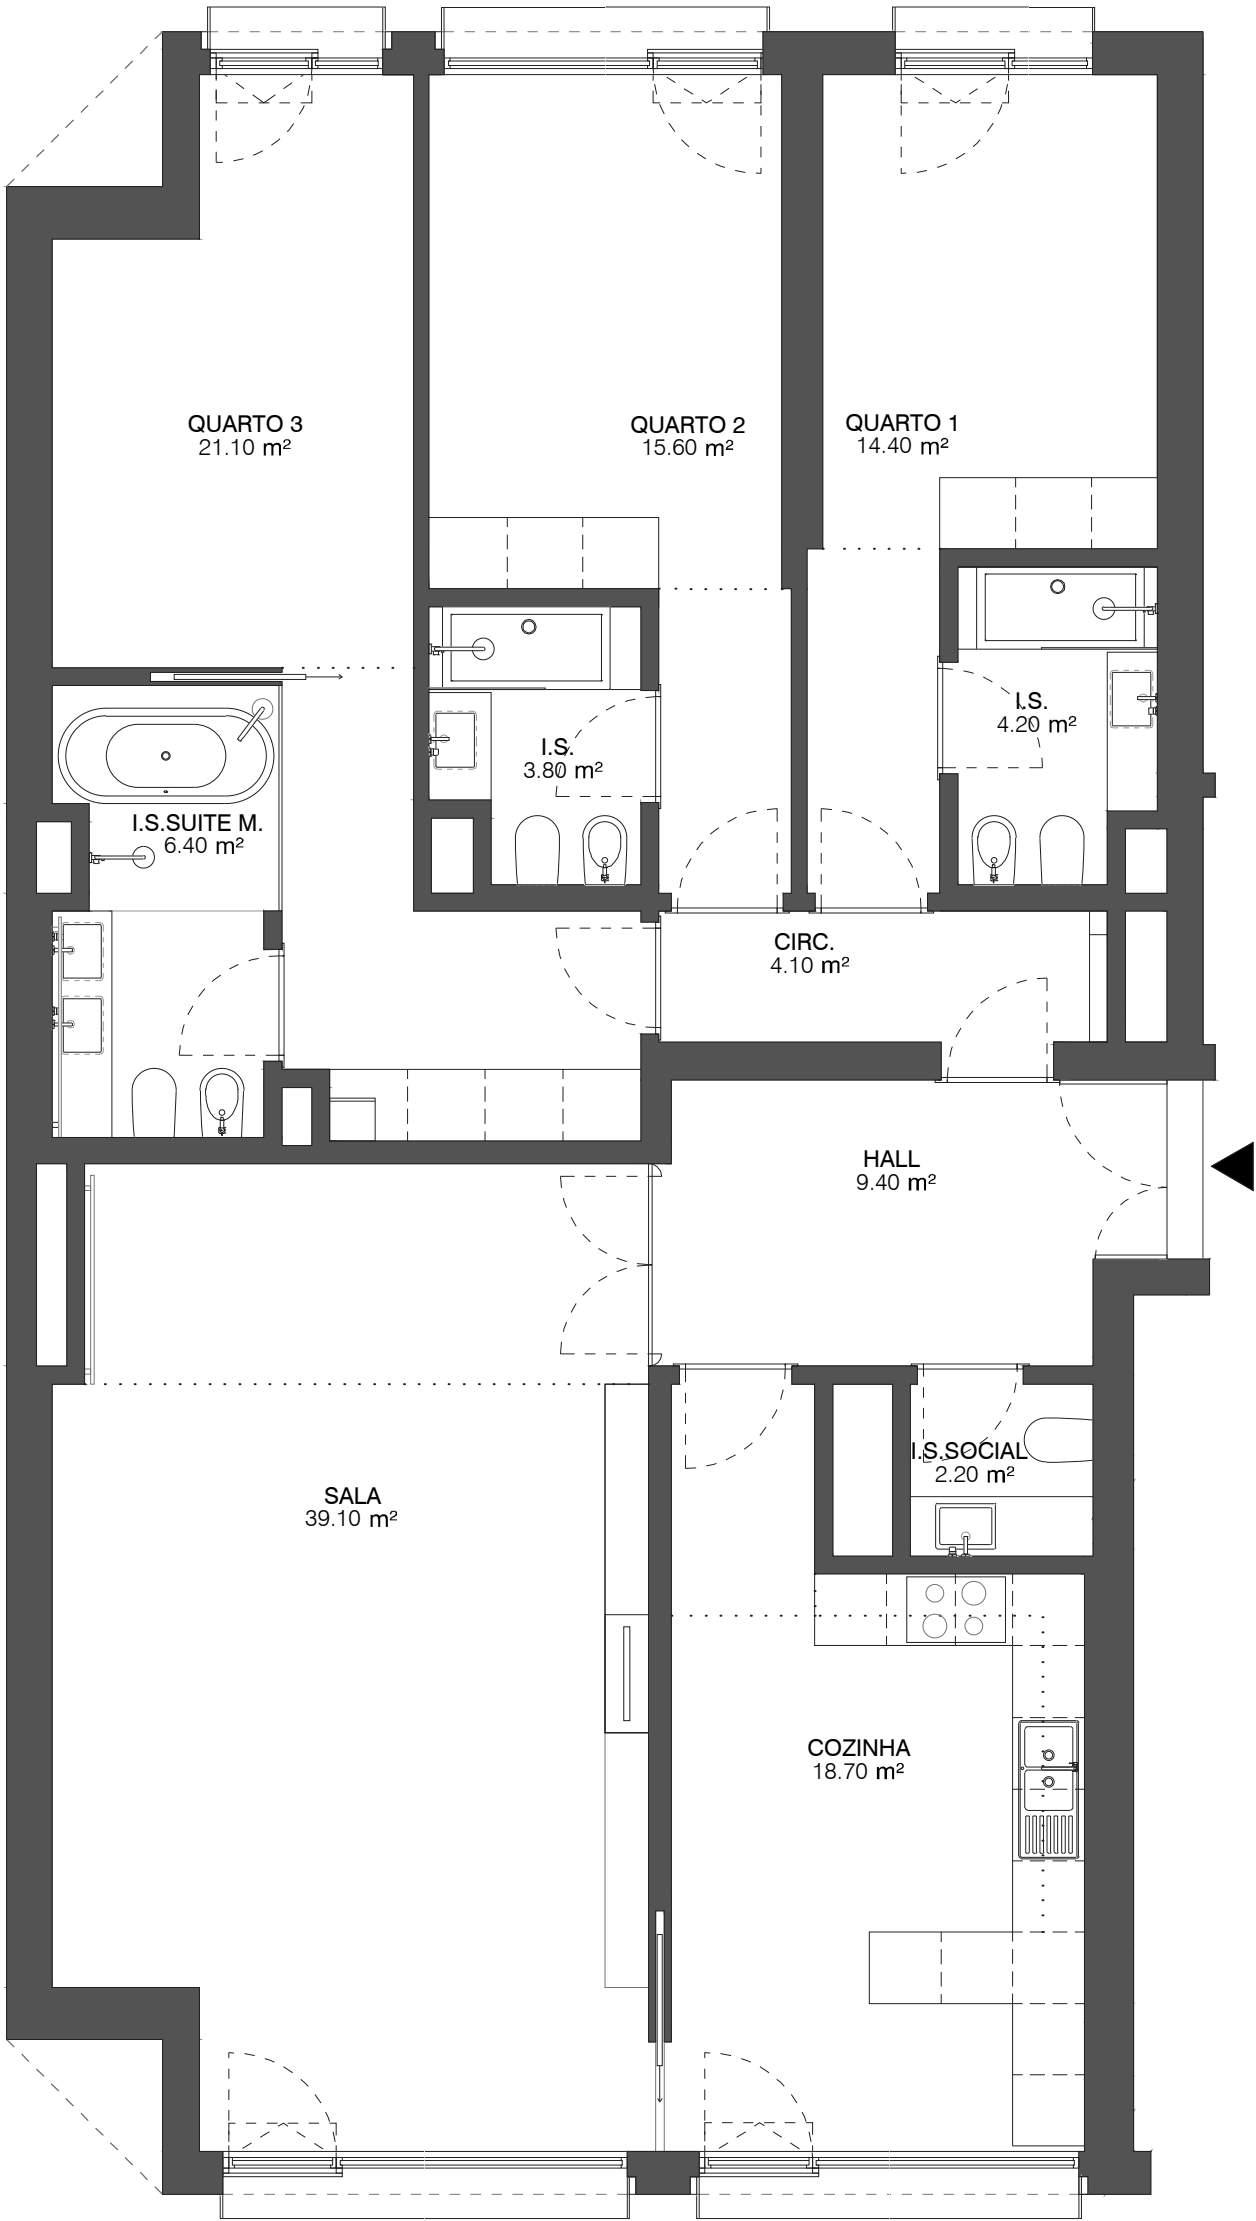 QUARTO 3
21.10 m²
QUARTO 2
15.60 m²
QUARTO 1
14.40 m²
I.S.
4.20 m²
I.S.
3.80 m²
I.S.SUITE M.
6.40 m²
CIRC.
4.10 m²
HALL
9.40 m²
I.S.SOCIAL
2.20 m²
SALA
39.10 m²
COZINHA
18.70 m²